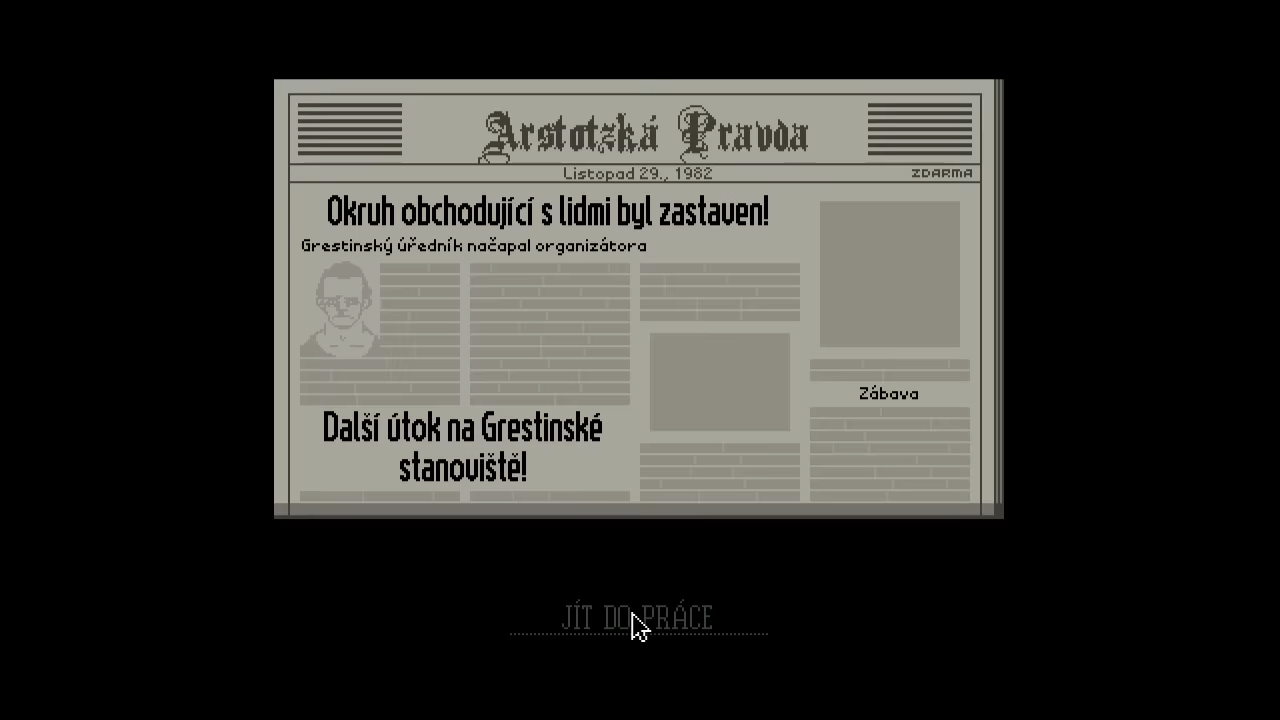 Arstotzká Pravda
Listopad 29., 1982
ZDARMA
Okruh obchodující s lidmi byl zastaven!
Grestinský úředník načapal organizátora
Další útok na Grestinské
stanoviště!
Zábava
JÍT DO PRÁCE